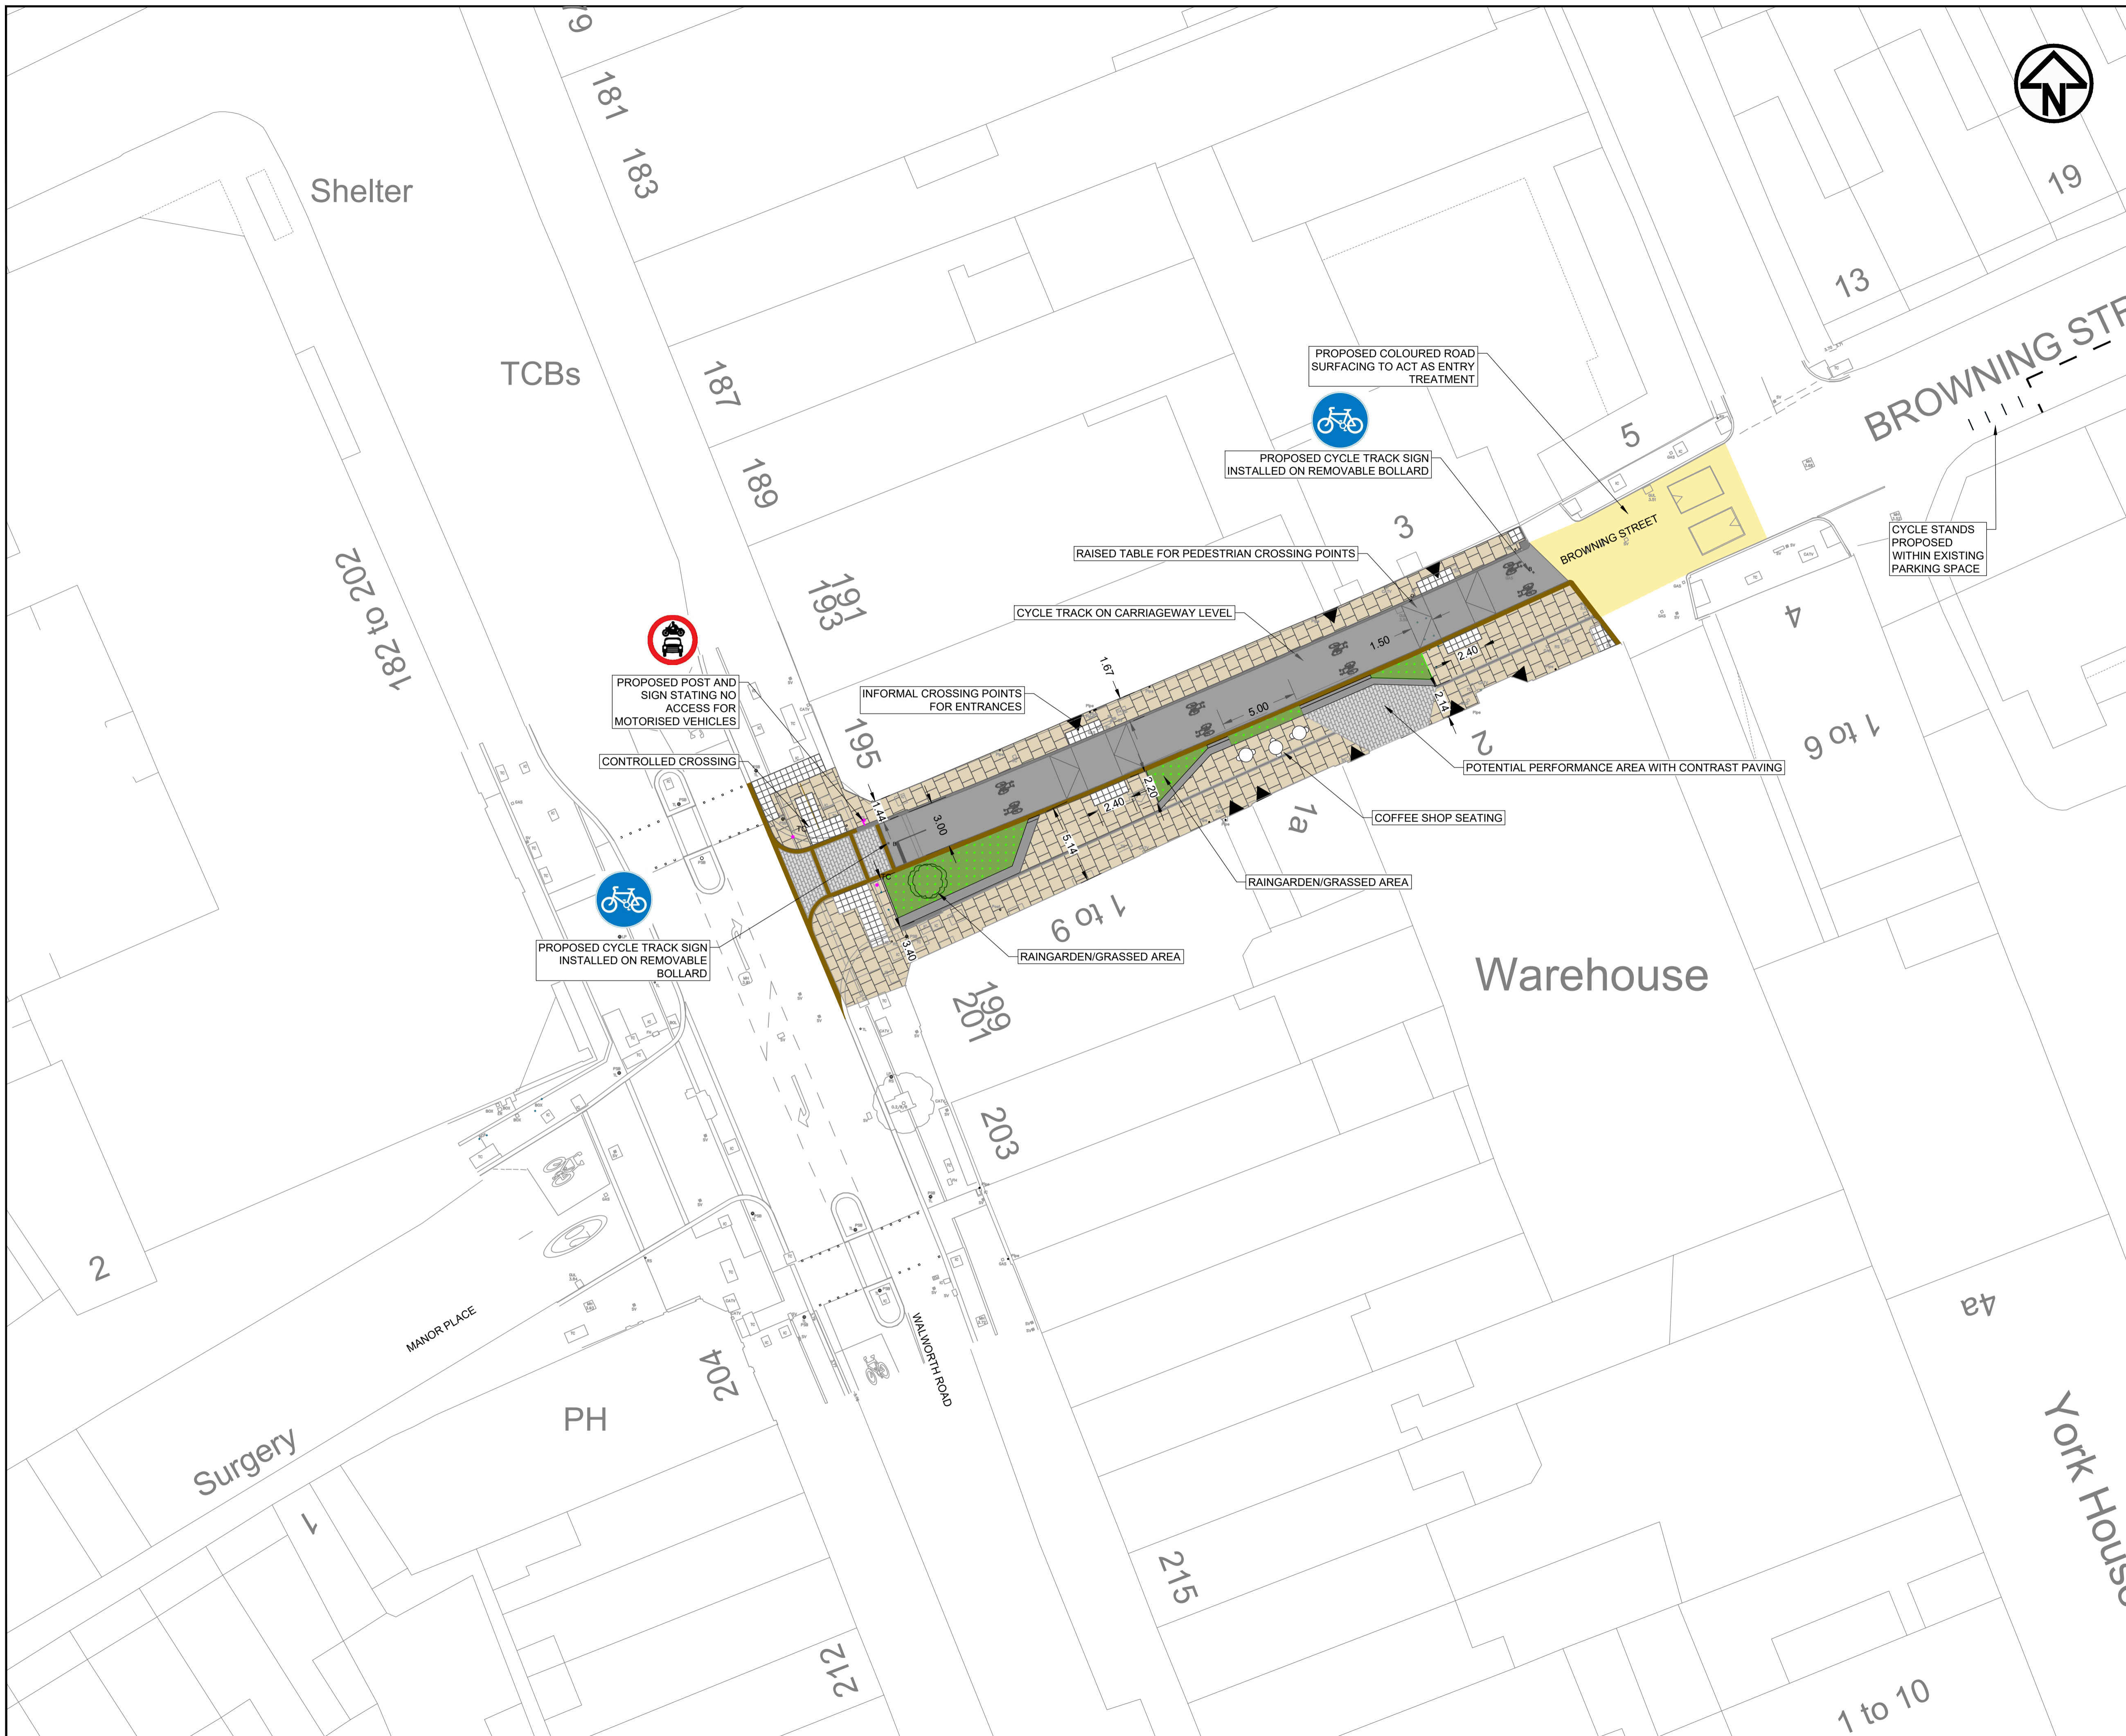 79
181
183
Shelter
TCBs
187
189
191
193
195
182 to 202
N
19
13
BROWNING STR
5
3
PROPOSED COLOURED ROAD
SURFACING TO ACT AS ENTRY
TREATMENT
PROPOSED CYCLE TRACK SIGN
INSTALLED ON REMOVABLE BOLLARD
BROWNING STREET
CYCLE STANDS
PROPOSED
WITHIN EXISTING
PARKING SPACE
RAISED TABLE FOR PEDESTRIAN CROSSING POINTS
CYCLE TRACK ON CARRIAGEWAY LEVEL
INFORMAL CROSSING POINTS
FOR ENTRANCES
PROPOSED POST AND
SIGN STATING NO
ACCESS FOR
MOTORISED VEHICLES
CONTROLLED CROSSING
PROPOSED CYCLE TRACK SIGN
INSTALLED ON REMOVABLE
BOLLARD
1.67
1.50
2.40
2.14
5.00
2.20
2.40
5.14
3.00
1.44
3.40
POTENTIAL PERFORMANCE AREA WITH CONTRAST PAVING
COFFEE SHOP SEATING
RAINGARDEN/GRASSED AREA
RAINGARDEN/GRASSED AREA
4
2
1a
1 to 6
1 to 9
199
201
203
Warehouse
4a
York House
2
MANOR PLACE
WALWORTH ROAD
204
PH
Surgery
1
212
215
1 to 10